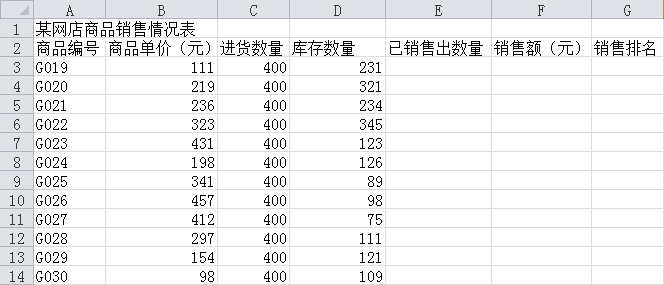 A B C D E F G
1 某网店商品销售情况表
2 商品编号 商品单价（元） 进货数量 库存数量 已销售出数量 销售额（元） 销售排名
3 G019 111 400 231
4 G020 219 400 321
5 G021 236 400 234
6 G022 323 400 345
7 G023 431 400 123
8 G024 198 400 126
9 G025 341 400 89
10 G026 457 400 98
11 G027 412 400 75
12 G028 297 400 111
13 G029 154 400 121
14 G030 98 400 109